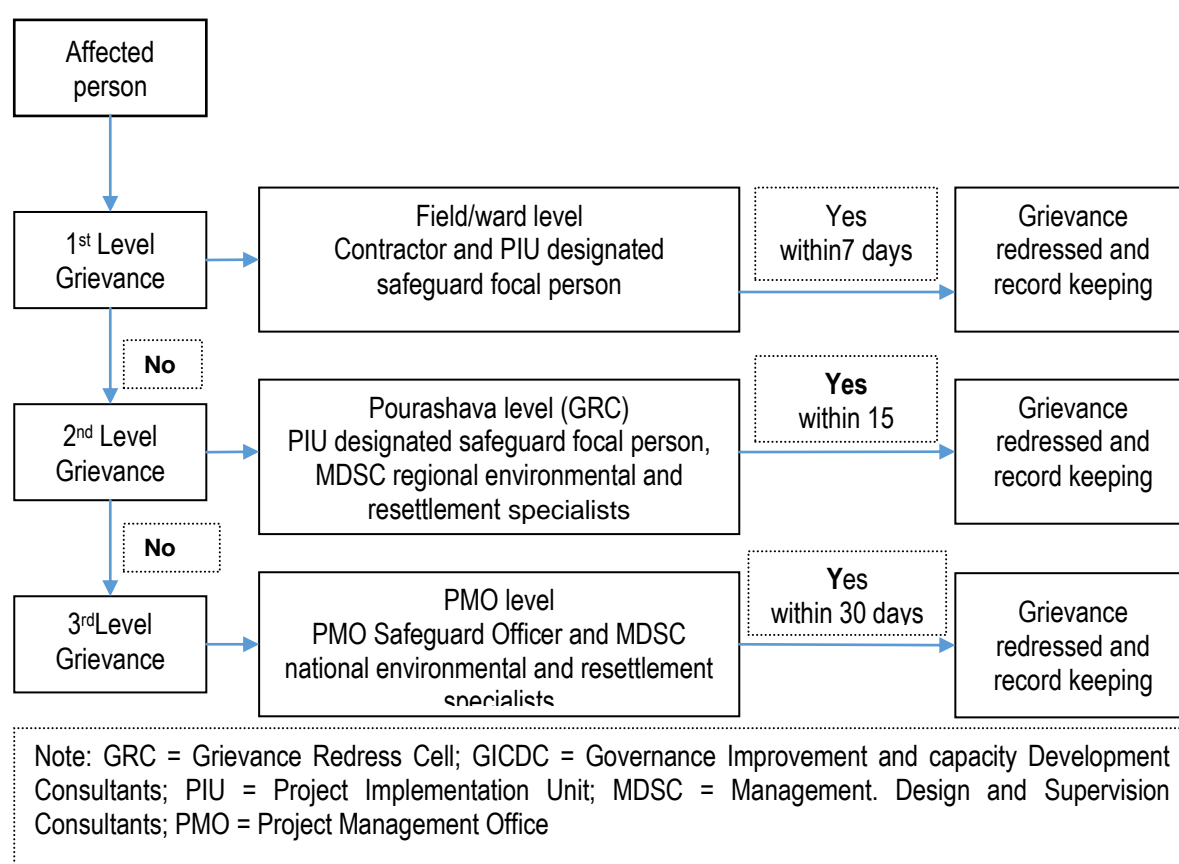 Affected
person
1st Level
Grievance
Field/ward level
Contractor and PIU designated
safeguard focal person
Yes
within7 days
Grievance
redressed and
record keeping
No
2nd Level
Grievance
Pourashava level (GRC)
PIU designated safeguard focal person,
MDSC regional environmental and
resettlement specialists
Yes
within 15
Grievance
redressed and
record keeping
No
3rdLevel
Grievance
PMO level
PMO Safeguard Officer and MDSC
national environmental and resettlement
specialists
Yes
within 30 days
Grievance
redressed and
record keeping
Note: GRC = Grievance Redress Cell; GICDC = Governance Improvement and capacity Development
Consultants; PIU = Project Implementation Unit; MDSC = Management. Design and Supervision
Consultants; PMO = Project Management Office